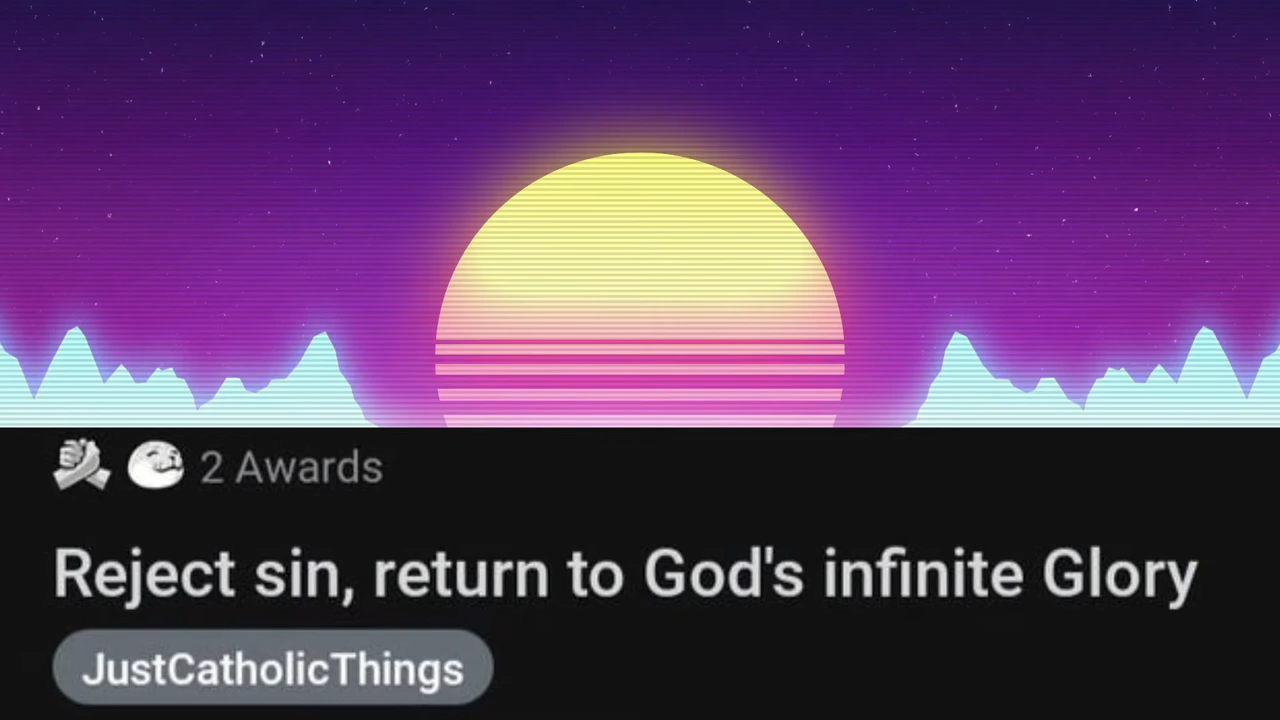 2 Awards
Reject sin, return to God's infinite Glory
JustCatholicThings